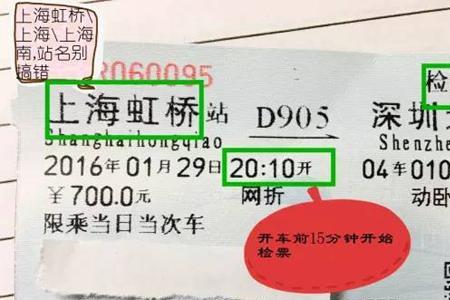 上海虹桥\
上海\上海
南,站名别
搞错
R060095
检
上海虹桥站 D905 深圳
Shanghaihongqiao Shenzhe
2016年01月29日20:10开 04车010
￥700.0元 网折 动卧
限乘当日当次车
开车前15分钟开始
检票